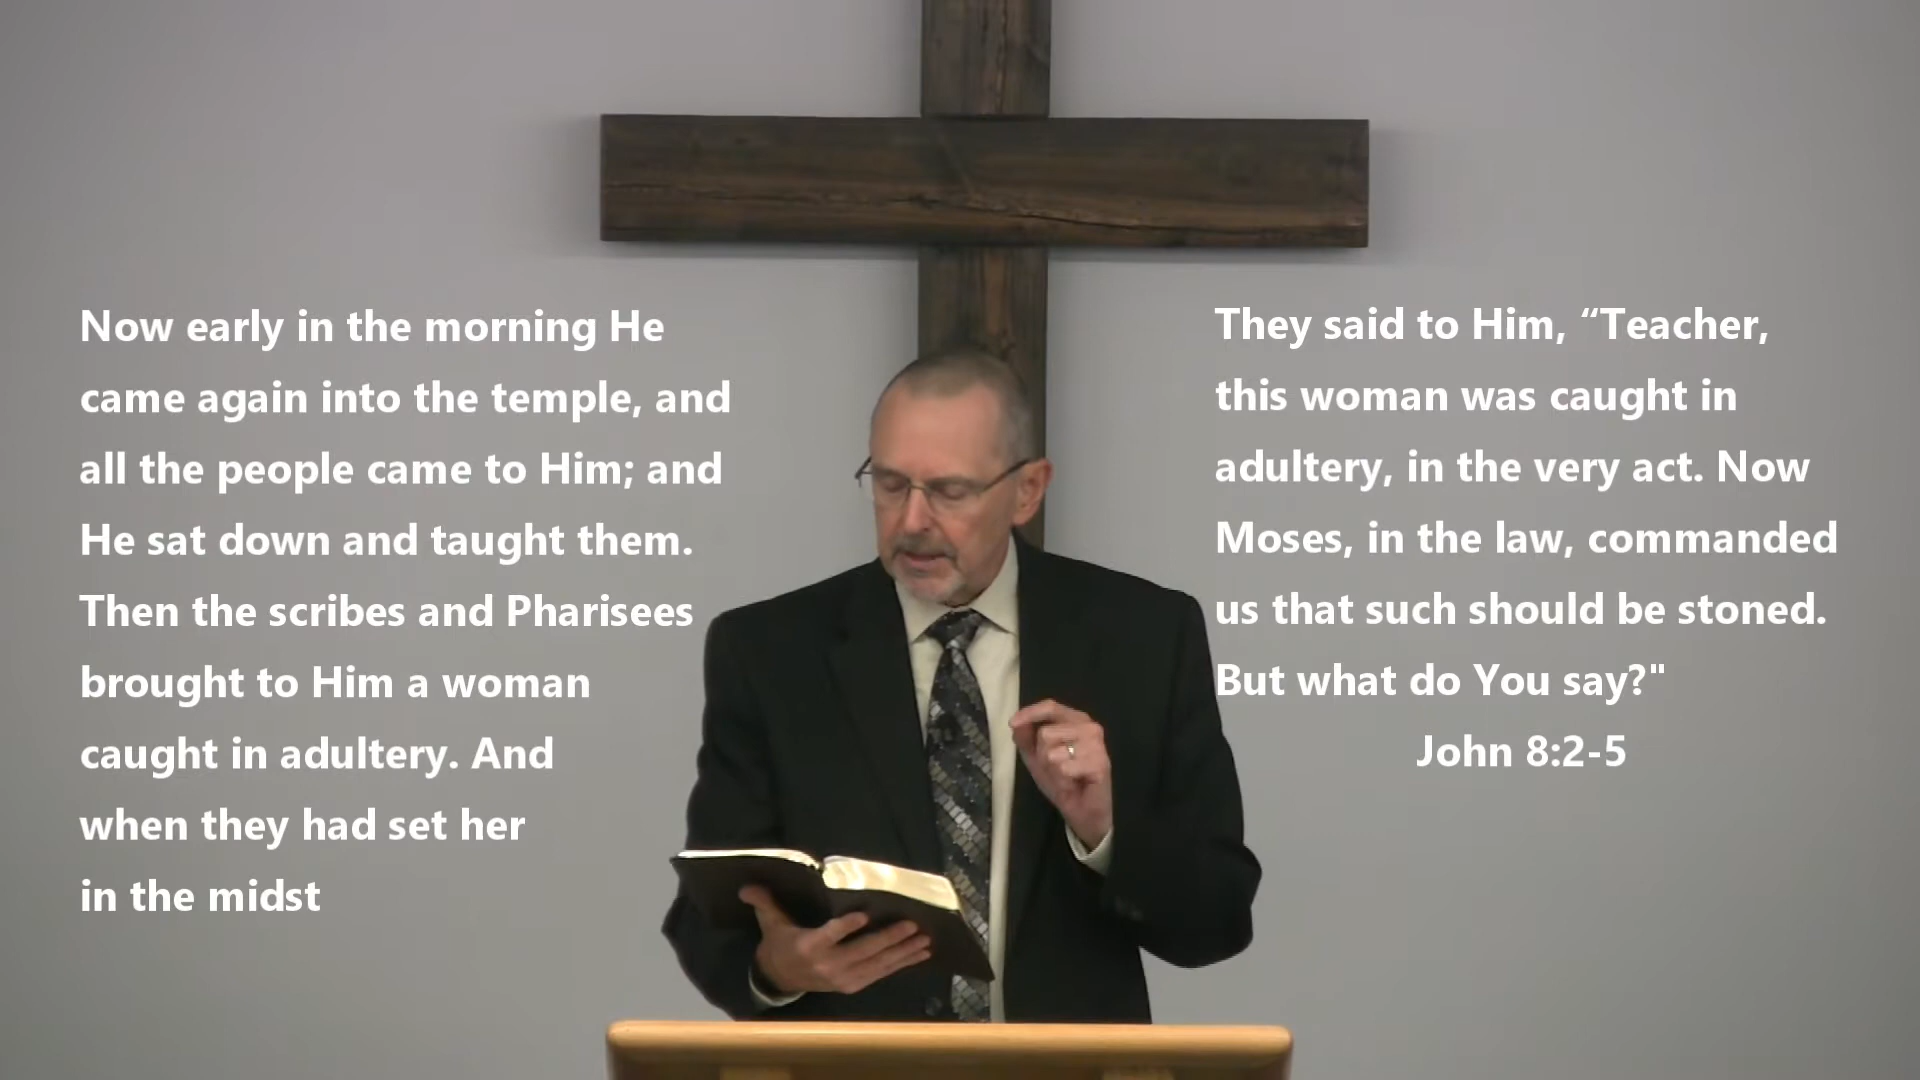 Now early in the morning He
came again into the temple, and
all the people came to Him; and
He sat down and taught them.
Then the scribes and Pharisees
brought to Him a woman
caught in adultery. And
when they had set her
in the midst
They said to Him, “Teacher,
this woman was caught in
adultery, in the very act. Now
Moses, in the law, commanded
us that such should be stoned.
But what do You say?"
John 8:2-5